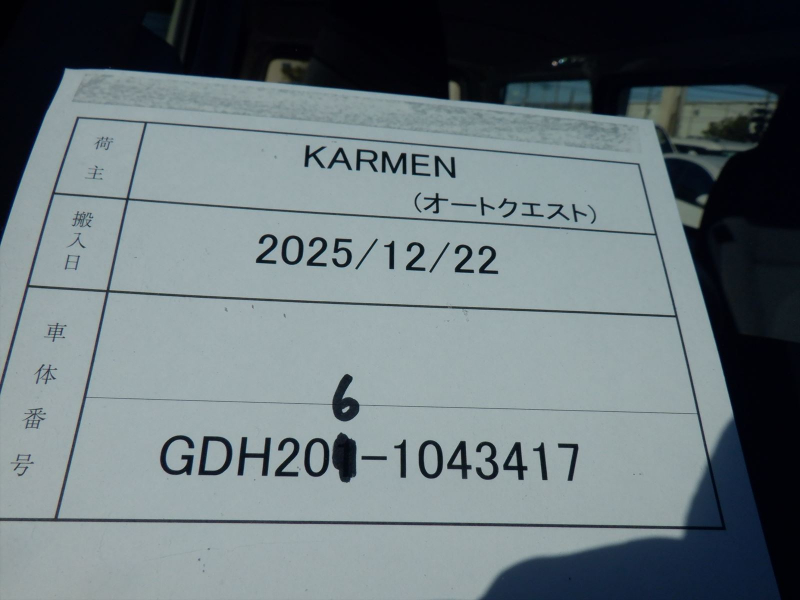 荷主
KARMEN
(オートクエスト)
搬入日
2025/12/22
車体番号
6
GDH201-1043417